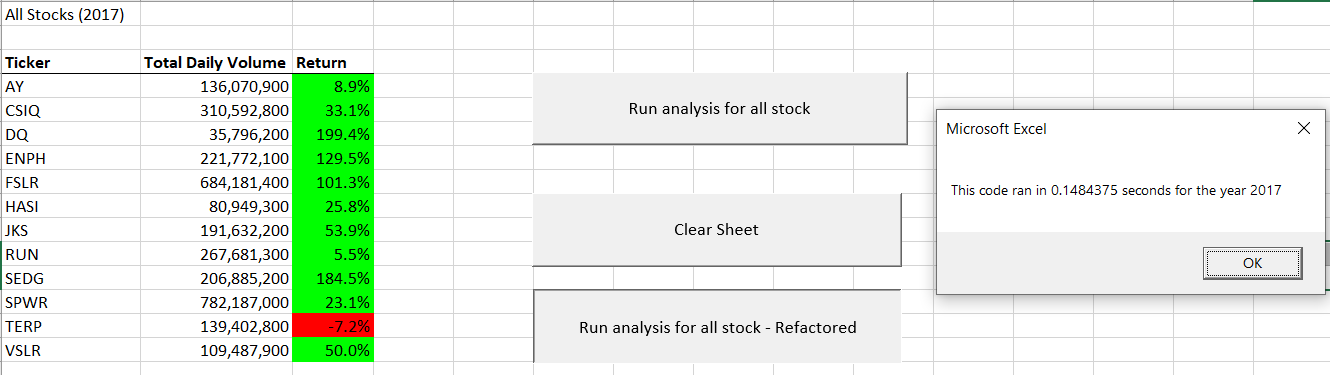 All Stocks (2017)
Ticker Total Daily Volume Return
AY 136,070,900 8.9%
CSIQ 310,592,800 33.1%
DQ 35,796,200 199.4%
ENPH 221,772,100 129.5%
FSLR 684,181,400 101.3%
HASI 80,949,300 25.8%
JKS 191,632,200 53.9%
RUN 267,681,300 5.5%
SEDG 206,885,200 184.5%
SPWR 782,187,000 23.1%
TERP 139,402,800 -7.2%
VSLR 109,487,900 50.0%
Run analysis for all stock
Clear Sheet
Run analysis for all stock - Refactored
Microsoft Excel
This code ran in 0.1484375 seconds for the year 2017
OK